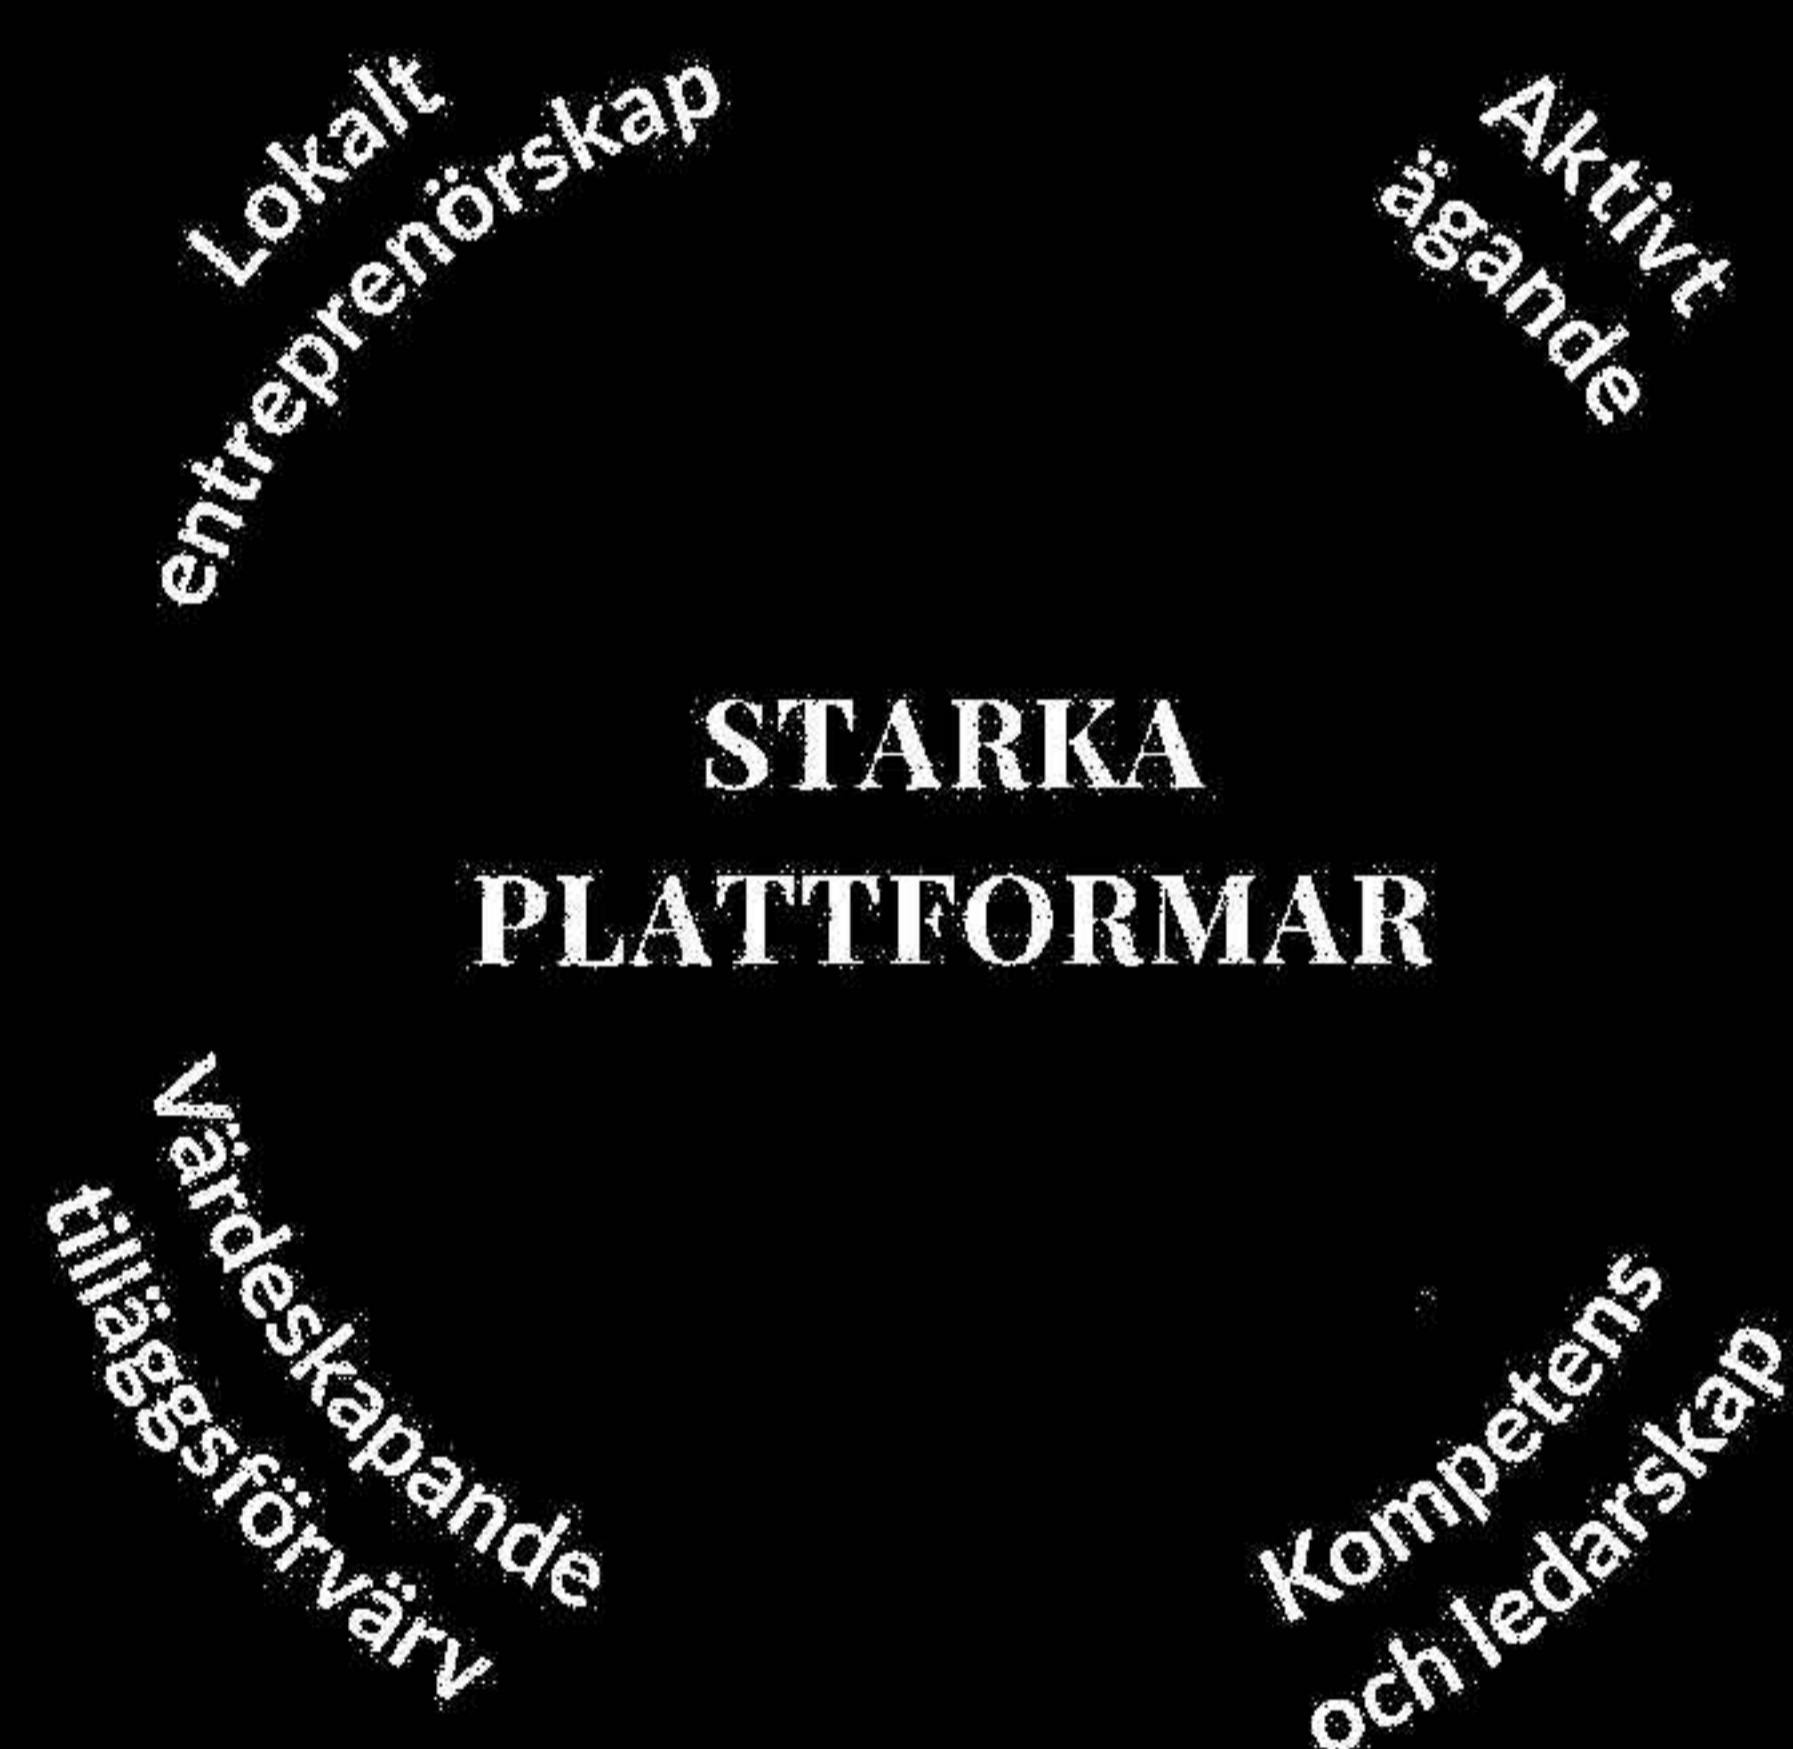 Lokalt
entreprenörskap
Aktivt
ägande
STARKA
PLATTFORMAR
Värdeskapande
tilläggsförvärv
Kompetens
och ledarskap